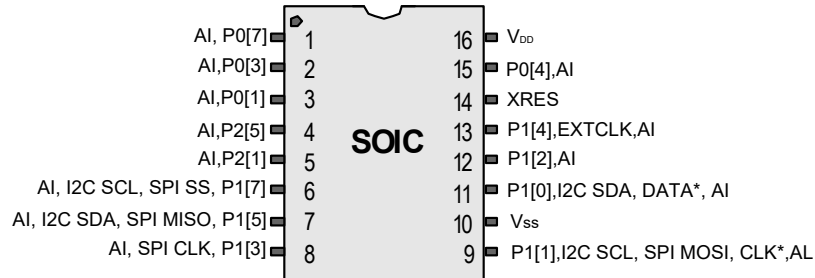 AI, P0[7] 1 16 VDD
AI,P0[3] 2 15 P0[4],AI
AI,P0[1] 3 14 XRES
AI,P2[5] 4 13 P1[4],EXTCLK,AI
SOIC
AI,P2[1] 5 12 P1[2],AI
AI, I2C SCL, SPI SS, P1[7] 6 11 P1[0],I2C SDA, DATA*, AI
AI, I2C SDA, SPI MISO, P1[5] 7 10 Vss
AI, SPI CLK, P1[3] 8 9 P1[1],I2C SCL, SPI MOSI, CLK*,AL